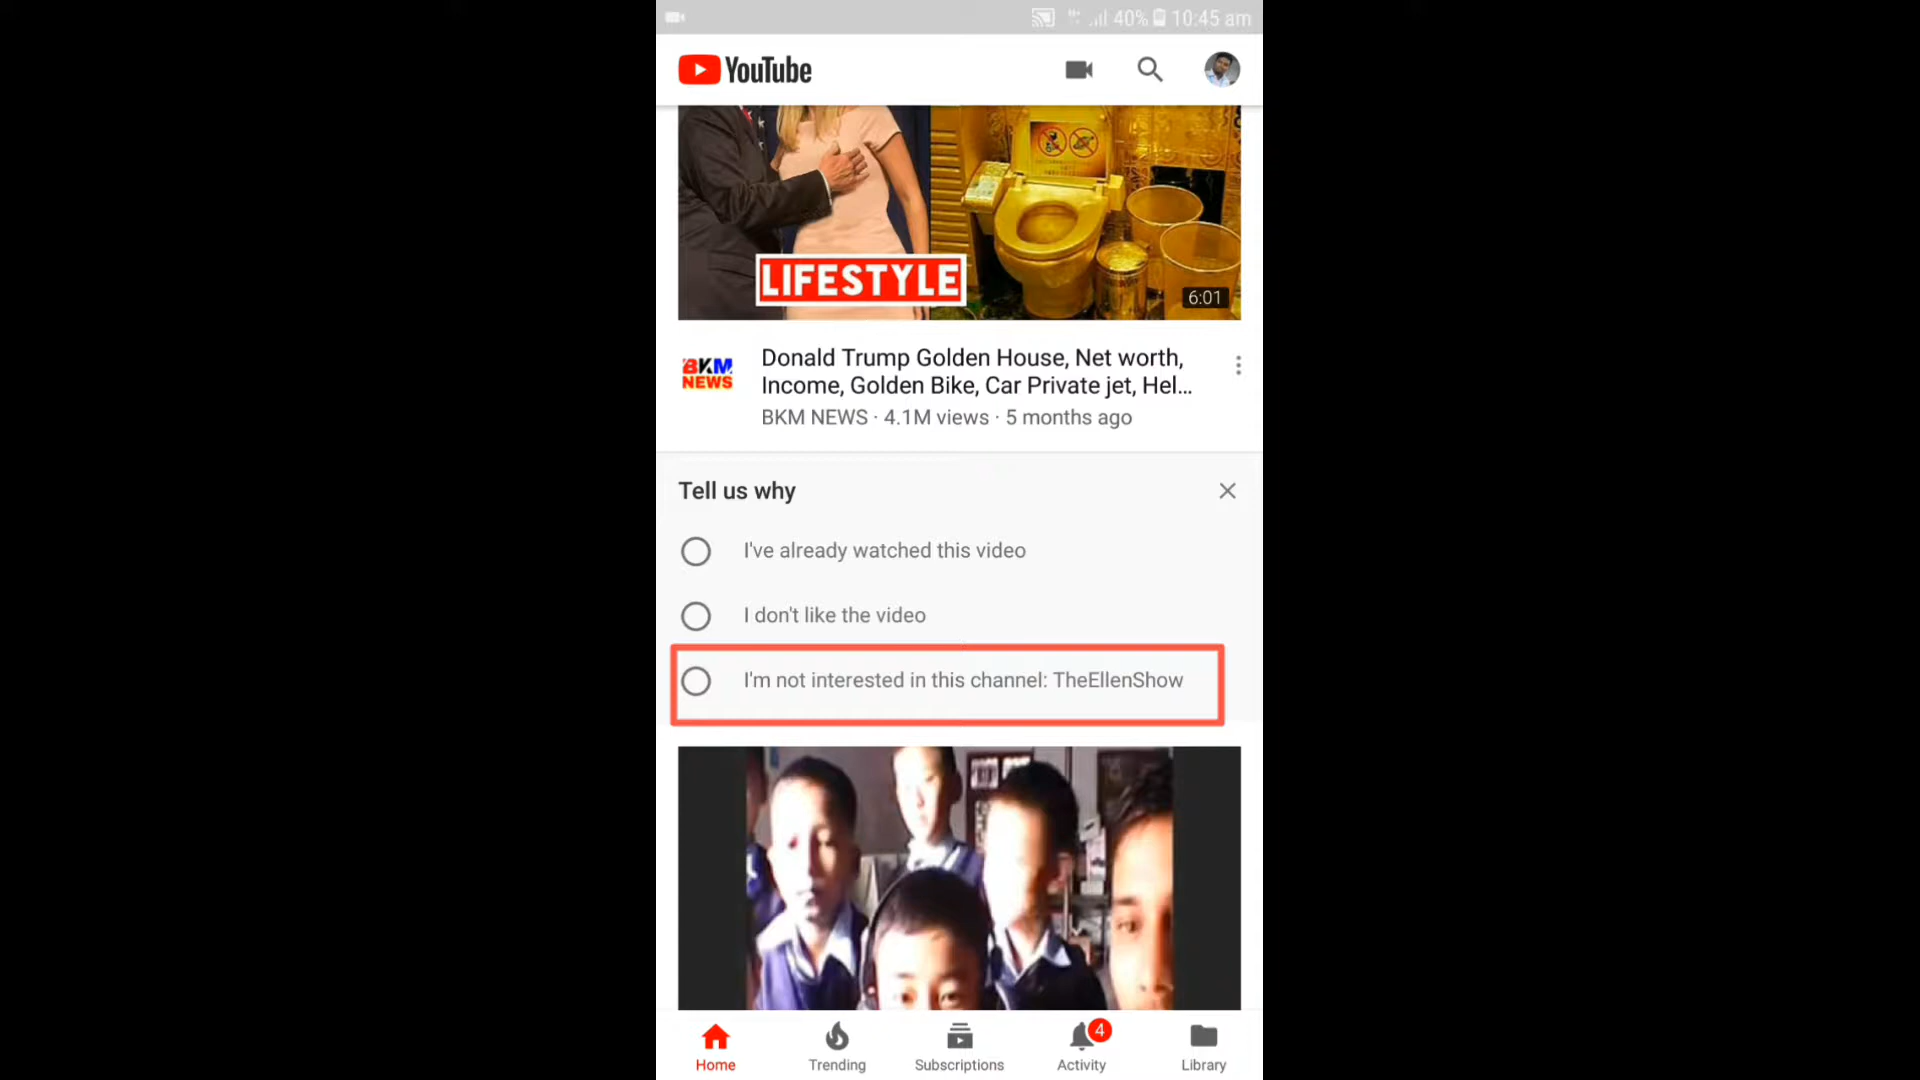 40% 10:45 am
YouTube
LIFESTYLE
6:01
BKM
NEWS
Donald Trump Golden House, Net worth,
Income, Golden Bike, Car Private jet, Hel...
BKM NEWS · 4.1M views · 5 months ago
Tell us why
I've already watched this video
I don't like the video
I'm not interested in this channel: TheEllenShow
4
Home
Trending
Subscriptions
Activity
Library